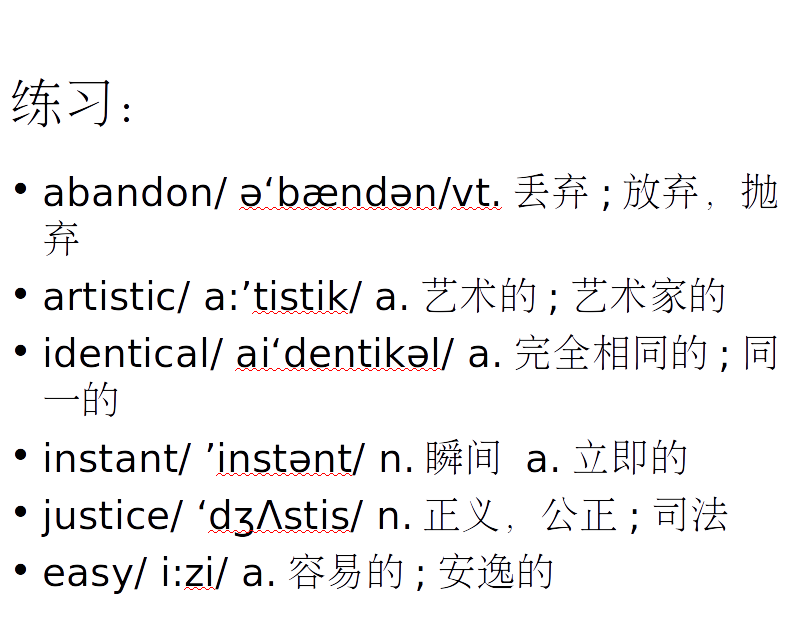 练习：
• abandon/ ə‘bændən/vt. 丢弃 ; 放弃，抛
弃
• artistic/ a:’tistik/ a. 艺术的 ; 艺术家的
• identical/ ai‘dentikəl/ a. 完全相同的 ; 同
一的
• instant/ ’instənt/ n. 瞬间 a. 立即的
• justice/ ‘dʒΛstis/ n. 正义，公正 ; 司法
• easy/ i:zi/ a. 容易的 ; 安逸的